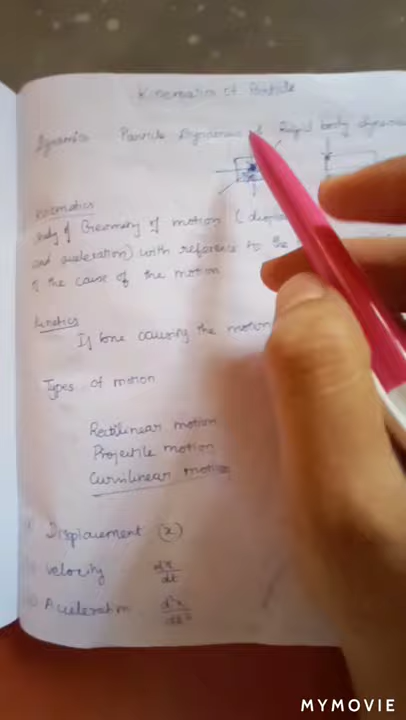 Kinematics of Particle
Dynamics Particle Dynamics & Rigid body dynamics
Kinematics
study of Geometry of motion (displ
and acceleration) with reference to the
of the cause of the motion
Kinetics
If force causing the motion
Types of motion
Rectilinear motion
Projectile motion
Curvilinear motion
Displacement (x)
velocity dx/dt
Acceleration d²x/dt²
MYMOVIE